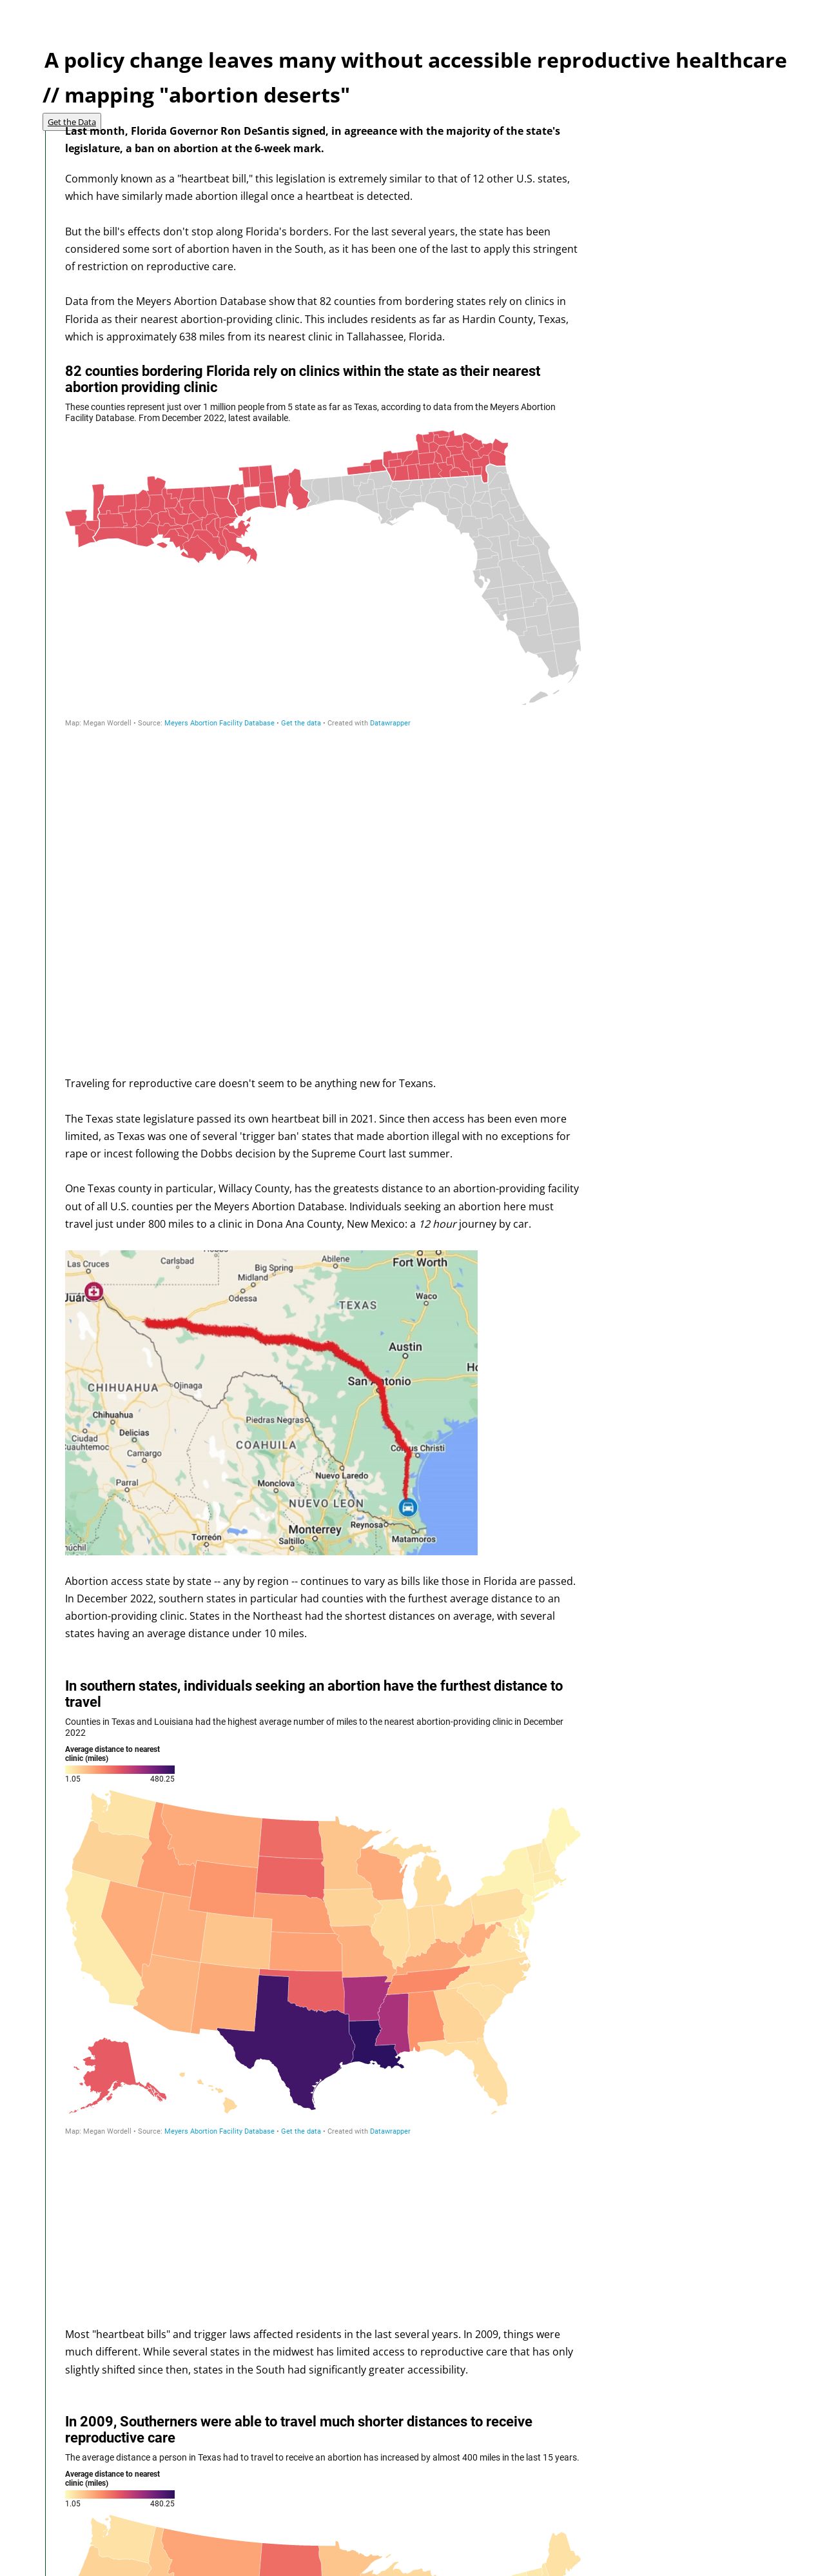 A policy change leaves many without accessible reproductive healthcare
// mapping "abortion deserts"
Get the Data
Last month, Florida Governor Ron DeSantis signed, in agreeance with the majority of the state's
legislature, a ban on abortion at the 6-week mark.
Commonly known as a "heartbeat bill," this legislation is extremely similar to that of 12 other U.S. states,
which have similarly made abortion illegal once a heartbeat is detected.
But the bill's effects don't stop along Florida's borders. For the last several years, the state has been
considered some sort of abortion haven in the South, as it has been one of the last to apply this stringent
of restriction on reproductive care.
Data from the Meyers Abortion Database show that 82 counties from bordering states rely on clinics in
Florida as their nearest abortion-providing clinic. This includes residents as far as Hardin County, Texas,
which is approximately 638 miles from its nearest clinic in Tallahassee, Florida.
82 counties bordering Florida rely on clinics within the state as their nearest
abortion providing clinic
These counties represent just over 1 million people from 5 state as far as Texas, according to data from the Meyers Abortion
Facility Database. From December 2022, latest available.
Map: Megan Wordell • Source: Meyers Abortion Facility Database • Get the data • Created with Datawrapper
Traveling for reproductive care doesn't seem to be anything new for Texans.
The Texas state legislature passed its own heartbeat bill in 2021. Since then access has been even more
limited, as Texas was one of several 'trigger ban' states that made abortion illegal with no exceptions for
rape or incest following the Dobbs decision by the Supreme Court last summer.
One Texas county in particular, Willacy County, has the greatests distance to an abortion-providing facility
out of all U.S. counties per the Meyers Abortion Database. Individuals seeking an abortion here must
travel just under 800 miles to a clinic in Dona Ana County, New Mexico: a 12 hour journey by car.
Las Cruces
Carlsbad
Big Spring
Abilene
Fort Worth
Midland
Odessa
Juár
TEXAS
Waco
Austin
San Antonio
CHIHUAHUA
Ojinaga
Chihuahua
Piedras Negras
Ciudad
Cuauhtemoc
Delicias
COAHUILA
Corpus Christi
Camargo
Nuevo Laredo
Parral
Monclova
NUEVO LEON
Monterrey
Reynosa
Torreón
Saltillo
Matamoros
Abortion access state by state -- any by region -- continues to vary as bills like those in Florida are passed.
In December 2022, southern states in particular had counties with the furthest average distance to an
abortion-providing clinic. States in the Northeast had the shortest distances on average, with several
states having an average distance under 10 miles.
In southern states, individuals seeking an abortion have the furthest distance to
travel
Counties in Texas and Louisiana had the highest average number of miles to the nearest abortion-providing clinic in December
2022
Average distance to nearest
clinic (miles)
1.05 480.25
Map: Megan Wordell • Source: Meyers Abortion Facility Database • Get the data • Created with Datawrapper
Most "heartbeat bills" and trigger laws affected residents in the last several years. In 2009, things were
much different. While several states in the midwest has limited access to reproductive care that has only
slightly shifted since then, states in the South had significantly greater accessibility.
In 2009, Southerners were able to travel much shorter distances to receive
reproductive care
The average distance a person in Texas had to travel to receive an abortion has increased by almost 400 miles in the last 15 years.
Average distance to nearest
clinic (miles)
1.05 480.25